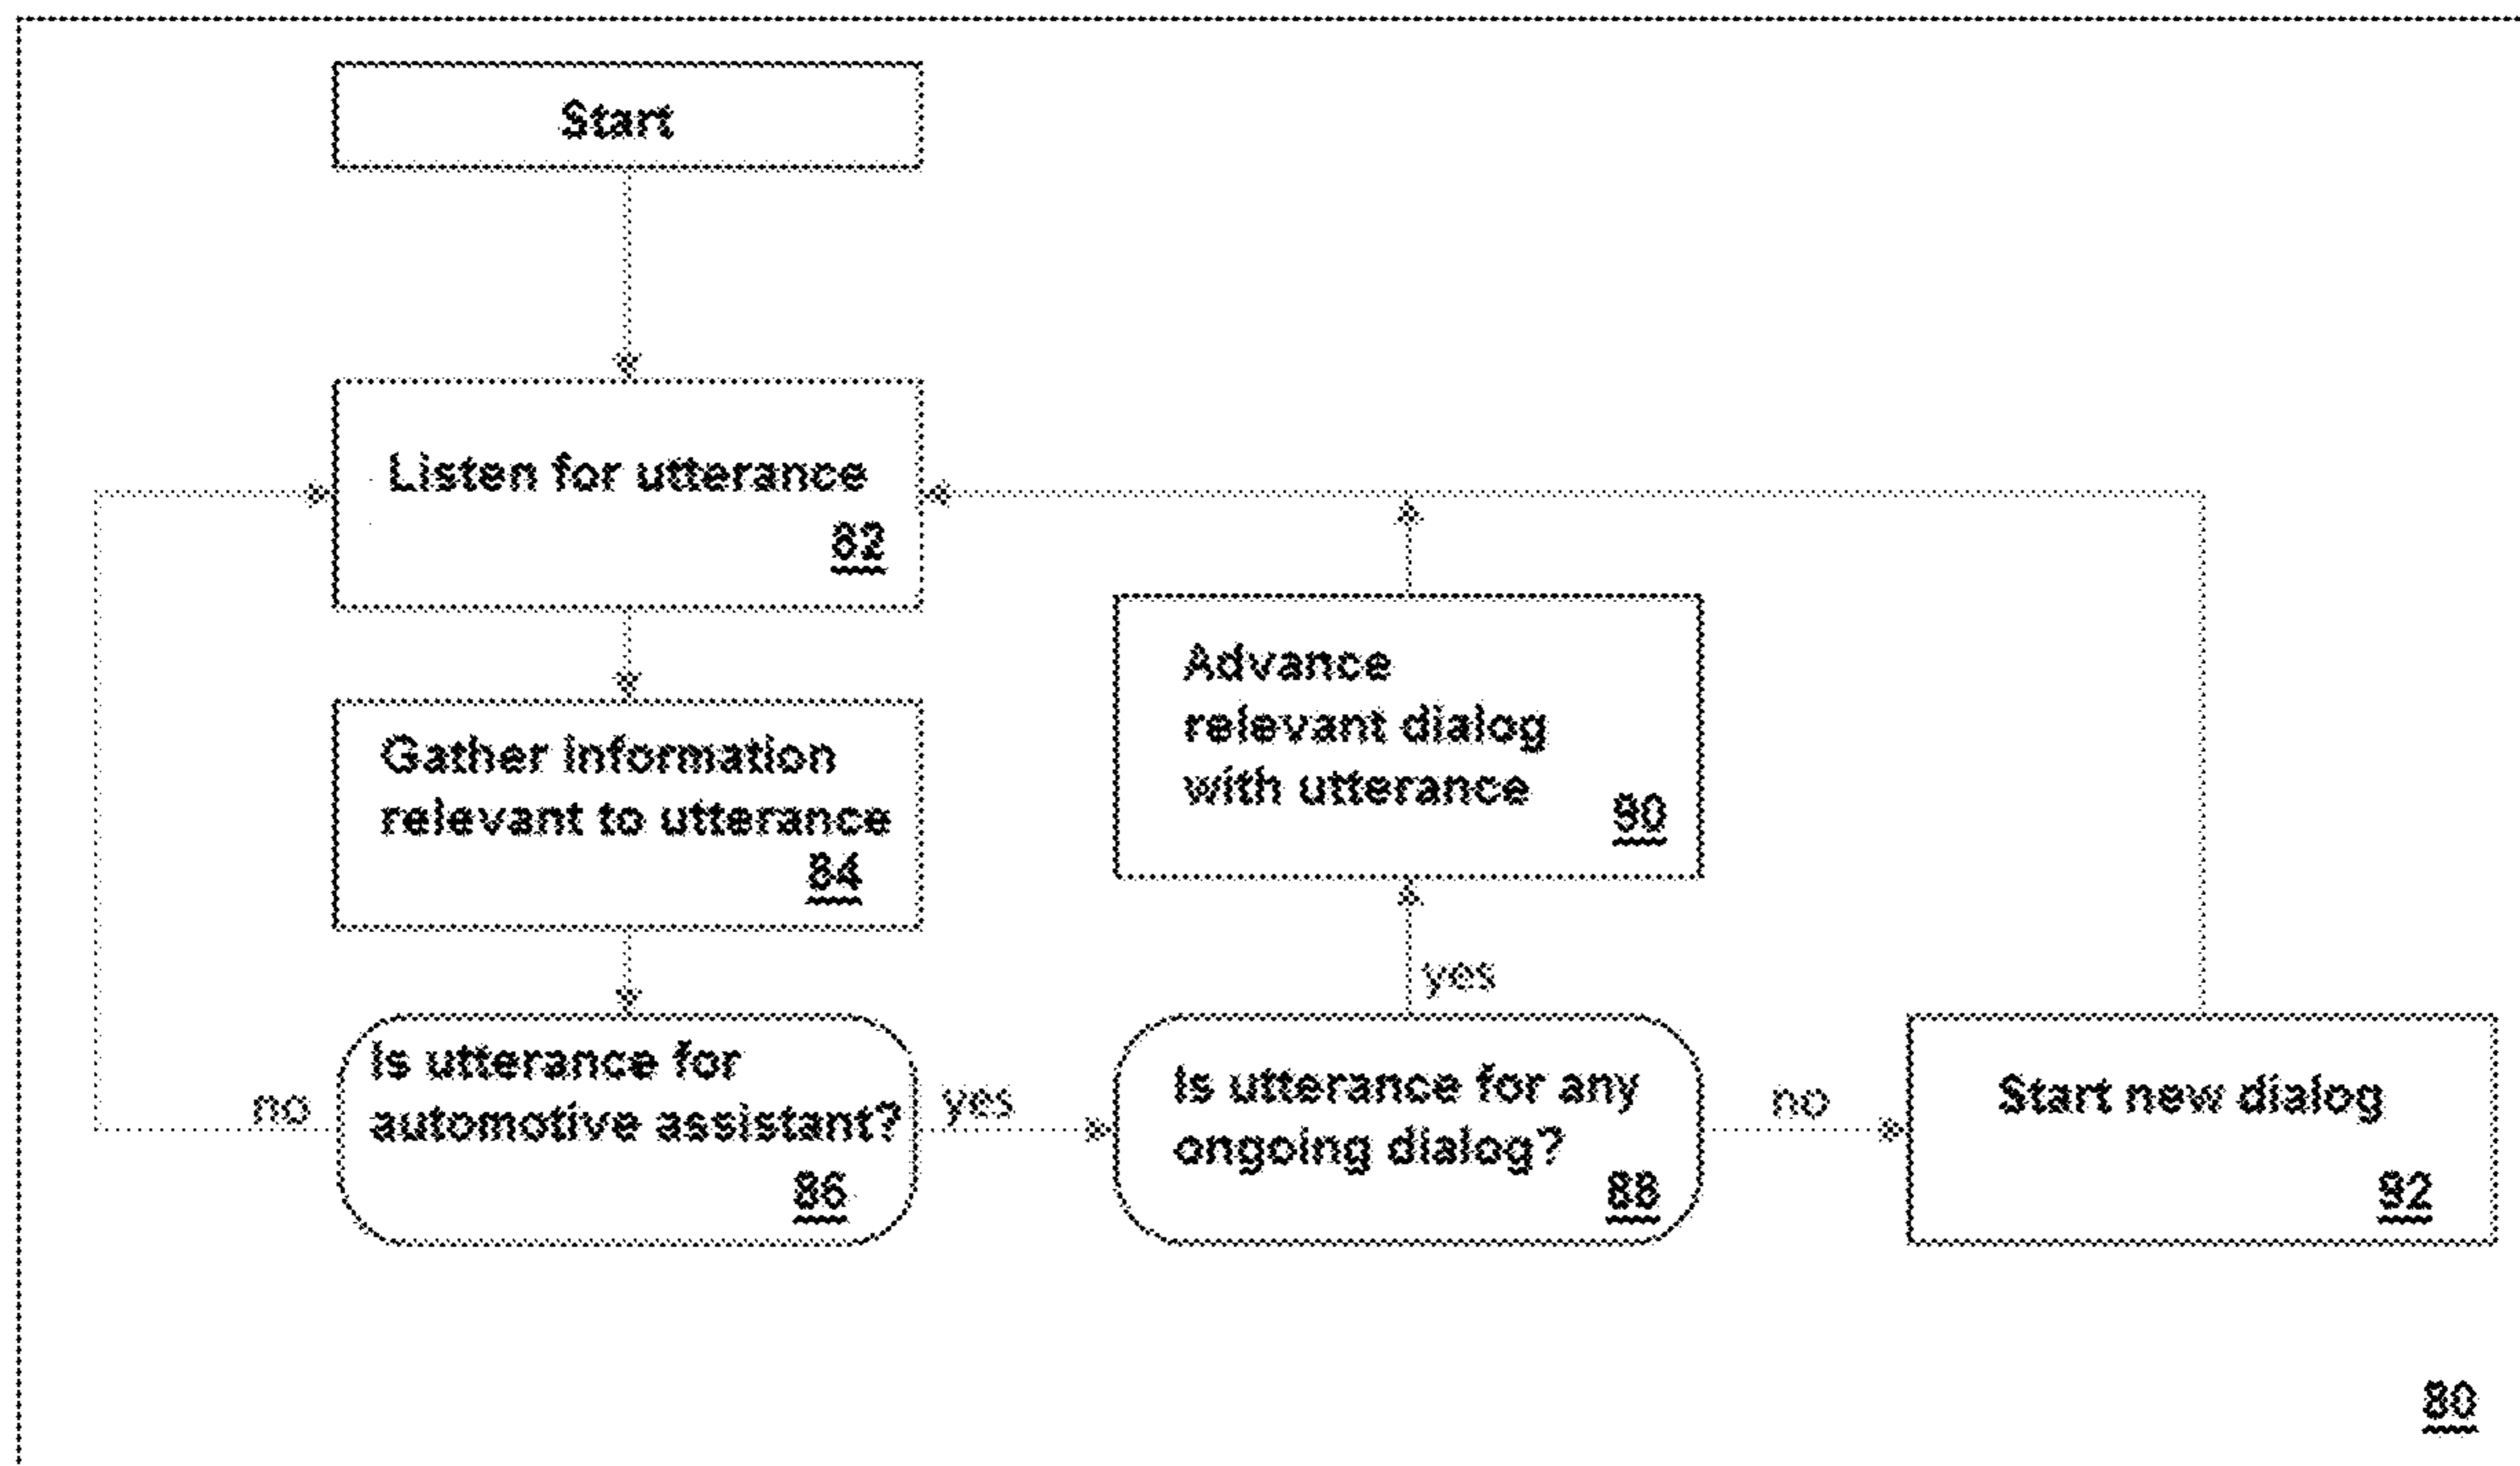 Start
Listen for utterance
82
Gather information
relevant to utterance
84
Advance
relevant dialog
with utterance
90
yes
Is utterance for
automotive assistant?
86
no
yes
Is utterance for any
ongoing dialog?
88
no
Start new dialog
92
80